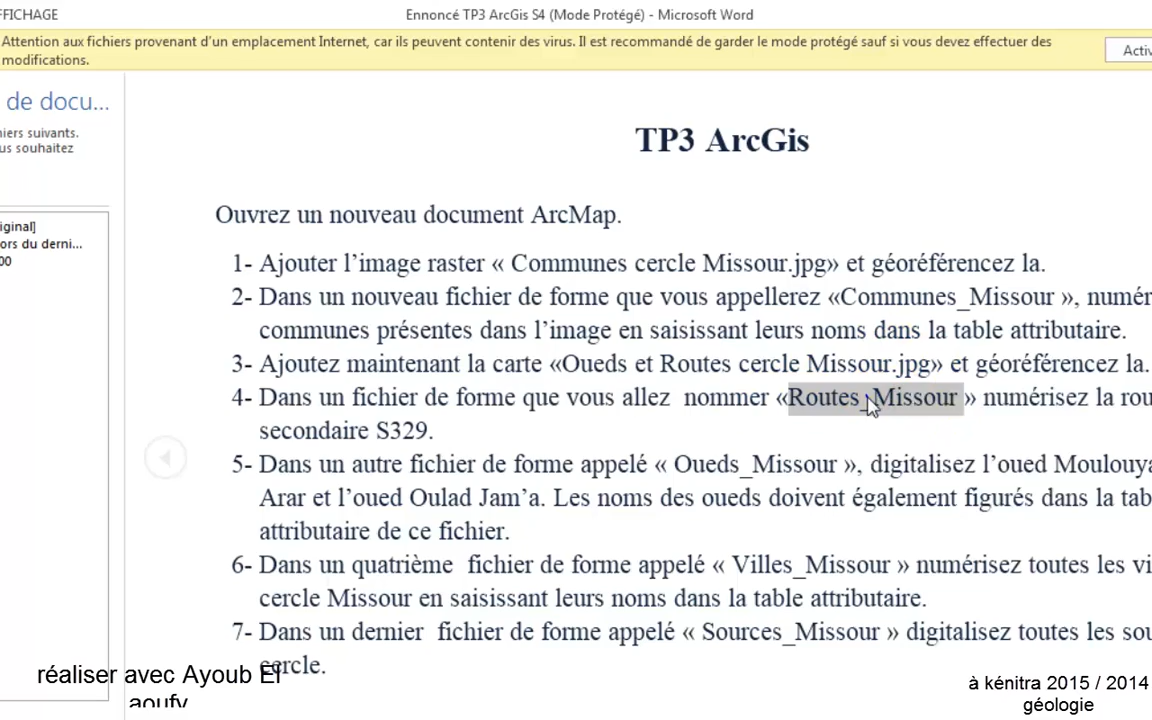 FFICHAGE
Ennoncé TP3 ArcGis S4 (Mode Protégé) - Microsoft Word
Attention aux fichiers provenant d'un emplacement Internet, car ils peuvent contenir des virus. Il est recommandé de garder le mode protégé sauf si vous devez effectuer des
modifications.
Activ
de docu...
niers suivants.
us souhaitez
iginal]
ors du derni...
00
TP3 ArcGis
Ouvrez un nouveau document ArcMap.
1- Ajouter l'image raster « Communes cercle Missour.jpg» et géoréférencez la.
2- Dans un nouveau fichier de forme que vous appellerez «Communes_Missour », numér
communes présentes dans l'image en saisissant leurs noms dans la table attributaire.
3- Ajoutez maintenant la carte «Oueds et Routes cercle Missour.jpg» et géoréférencez la.
4- Dans un fichier de forme que vous allez nommer «Routes_Missour » numérisez la rou
secondaire S329.
5- Dans un autre fichier de forme appelé « Oueds_Missour », digitalisez l'oued Moulouya
Arar et l'oued Oulad Jam'a. Les noms des oueds doivent également figurés dans la tab
attributaire de ce fichier.
6- Dans un quatrième fichier de forme appelé « Villes_Missour » numérisez toutes les vi
cercle Missour en saisissant leurs noms dans la table attributaire.
7- Dans un dernier fichier de forme appelé « Sources_Missour » digitalisez toutes les sou
cercle.
réaliser avec Ayoub El
aoufy
à kénitra 2015 / 2014
géologie